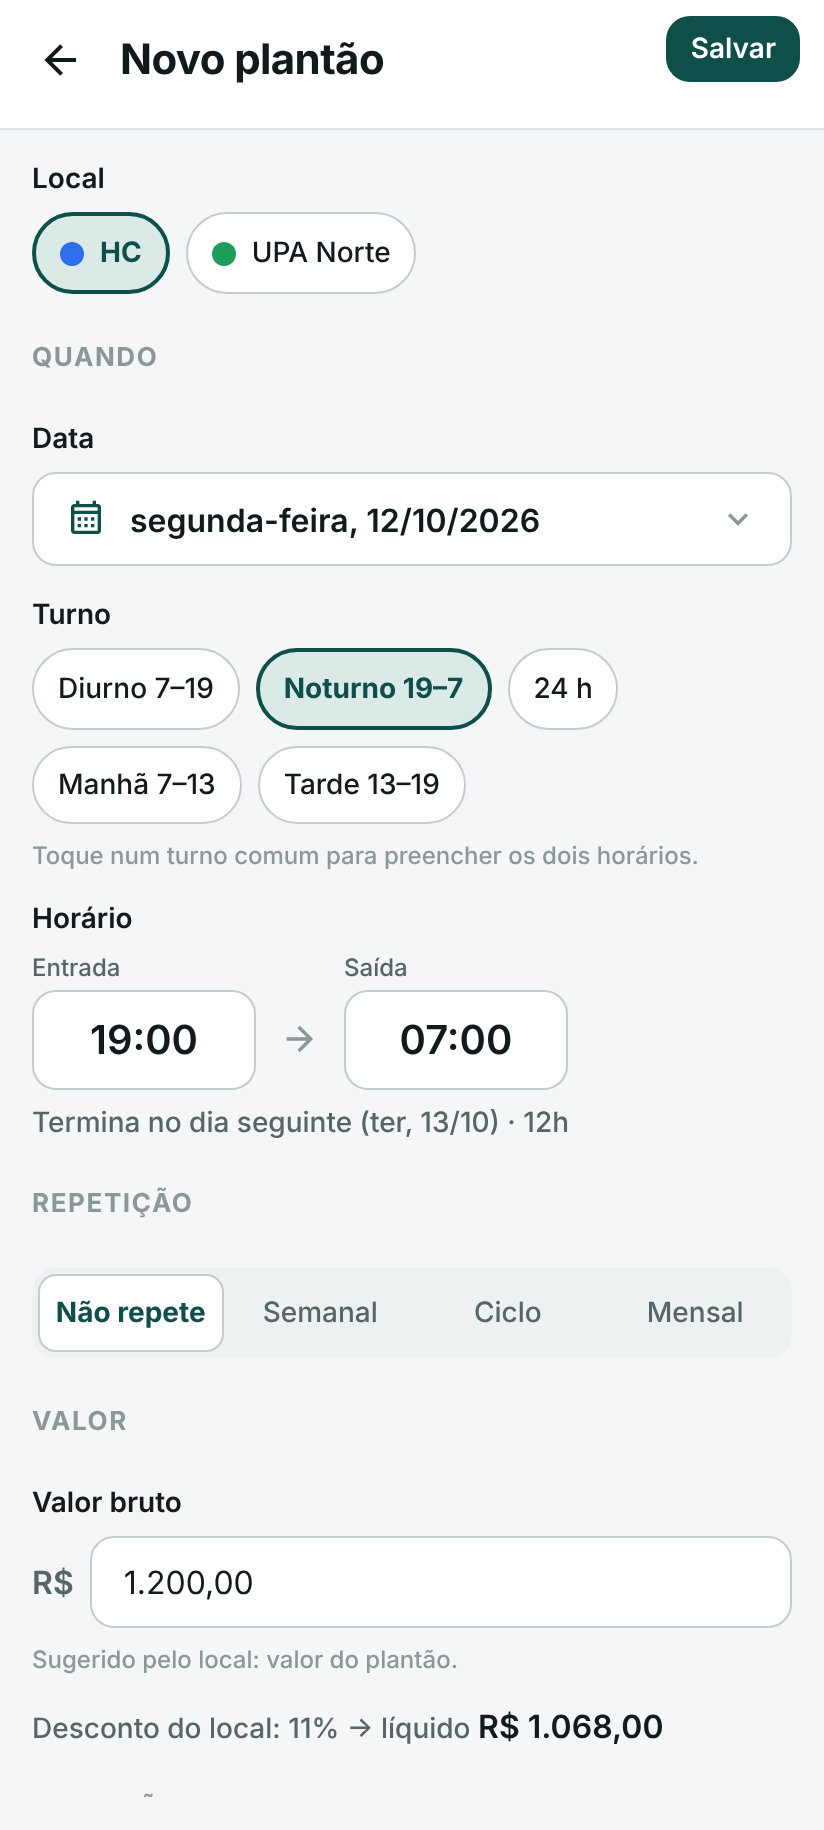 Novo plantão
Salvar
Local
HC
UPA Norte
QUANDO
Data
segunda-feira, 12/10/2026
Turno
Diurno 7–19
Noturno 19–7
24 h
Manhã 7–13
Tarde 13–19
Toque num turno comum para preencher os dois horários.
Horário
Entrada
Saída
19:00 → 07:00
Termina no dia seguinte (ter, 13/10) · 12h
REPETIÇÃO
Não repete
Semanal
Ciclo
Mensal
VALOR
Valor bruto
R$ 1.200,00
Sugerido pelo local: valor do plantão.
Desconto do local: 11% → líquido R$ 1.068,00